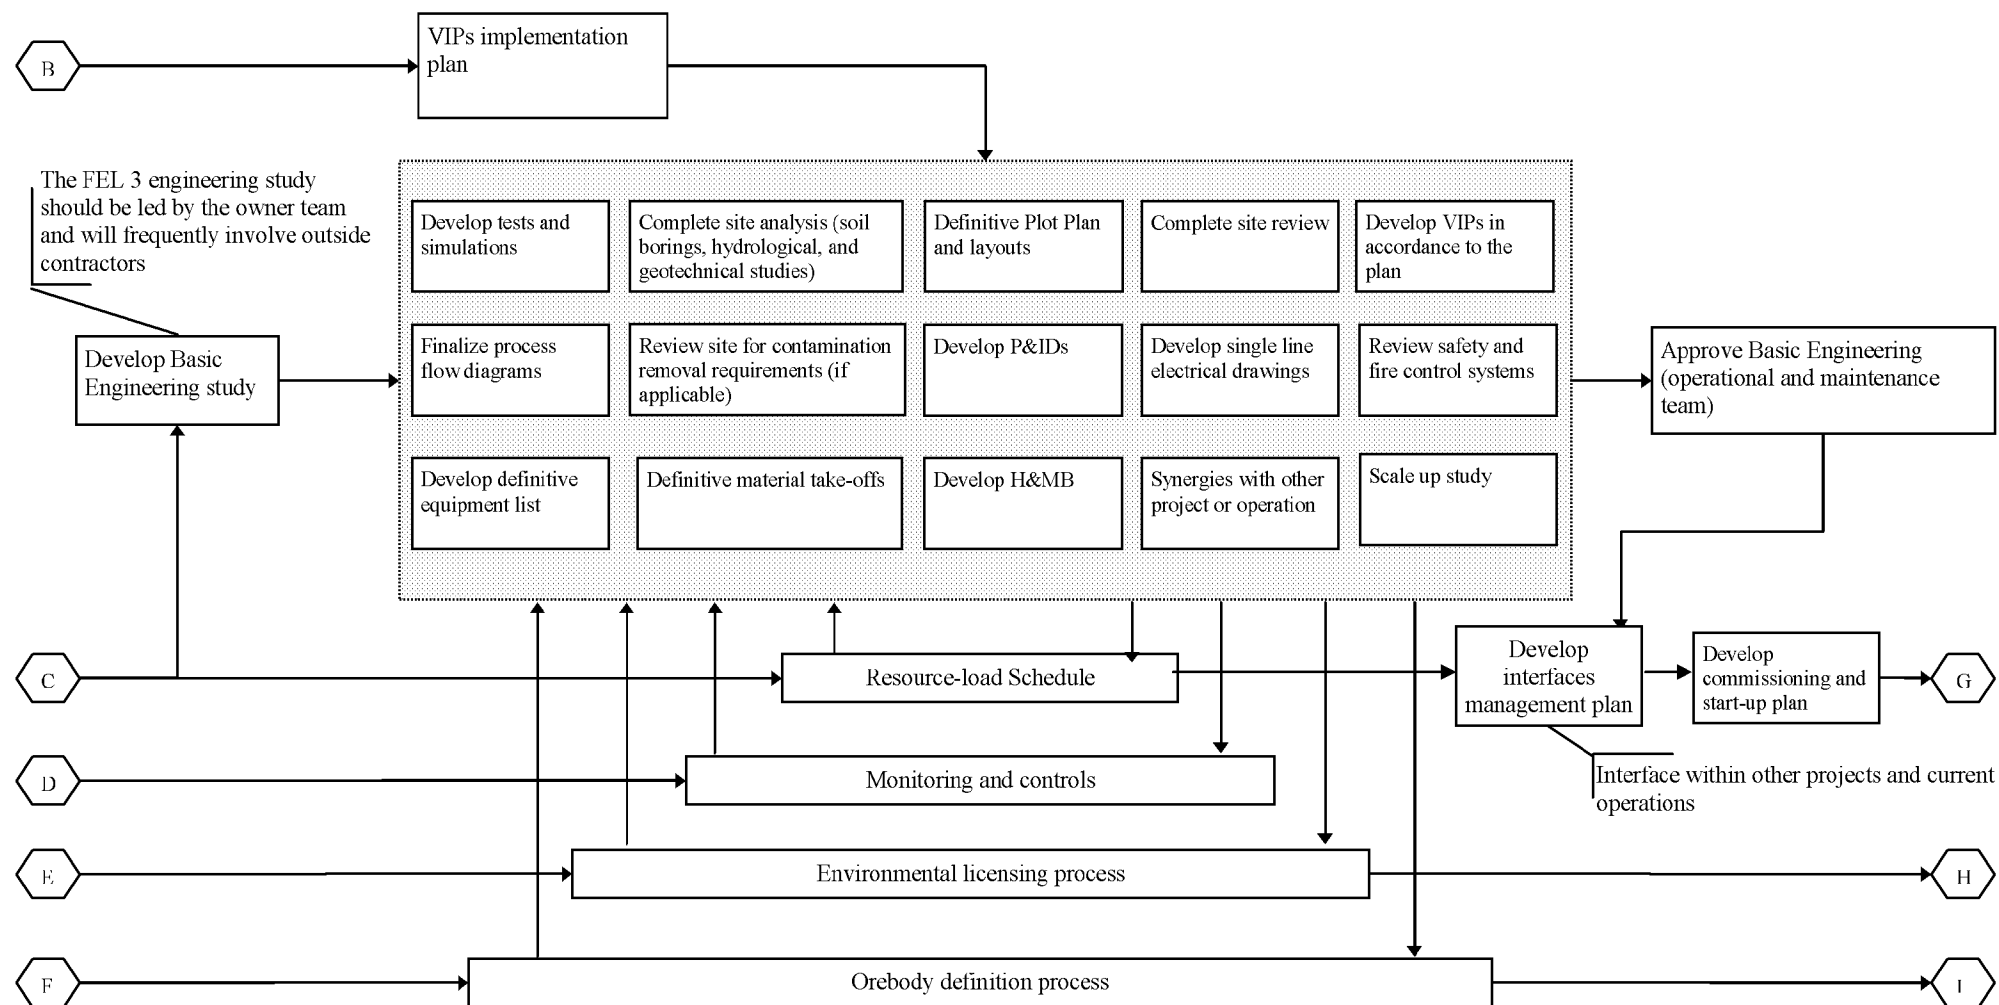 VIPs implementation
plan
B
The FEL 3 engineering study
should be led by the owner team
and will frequently involve outside
contractors
Develop tests and
simulations
Complete site analysis (soil
borings, hydrological, and
geotechnical studies)
Definitive Plot Plan
and layouts
Complete site review
Develop VIPs in
accordance to the
plan
Develop Basic
Engineering study
Finalize process
flow diagrams
Review site for contamination
removal requirements (if
applicable)
Develop P&IDs
Develop single line
electrical drawings
Review safety and
fire control systems
Approve Basic Engineering
(operational and maintenance
team)
Develop definitive
equipment list
Definitive material take-offs
Develop H&MB
Synergies with other
project or operation
Scale up study
C
Resource-load Schedule
Develop
interfaces
management plan
Develop
commissioning and
start-up plan
G
D
Monitoring and controls
Interface within other projects and current
operations
E
Environmental licensing process
H
F
Orebody definition process
I